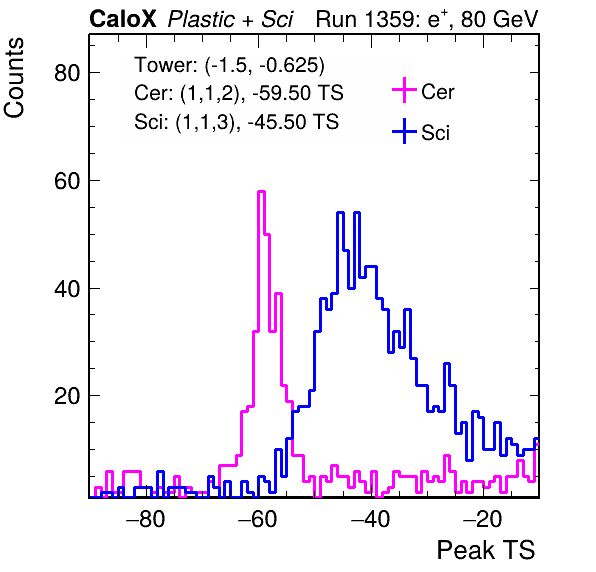 CaloX Plastic + Sci Run 1359: e⁺, 80 GeV
Counts
Tower: (-1.5, -0.625)
Cer: (1,1,2), -59.50 TS
Sci: (1,1,3), -45.50 TS
Cer
Sci
80
60
40
20
−80 −60 −40 −20
Peak TS